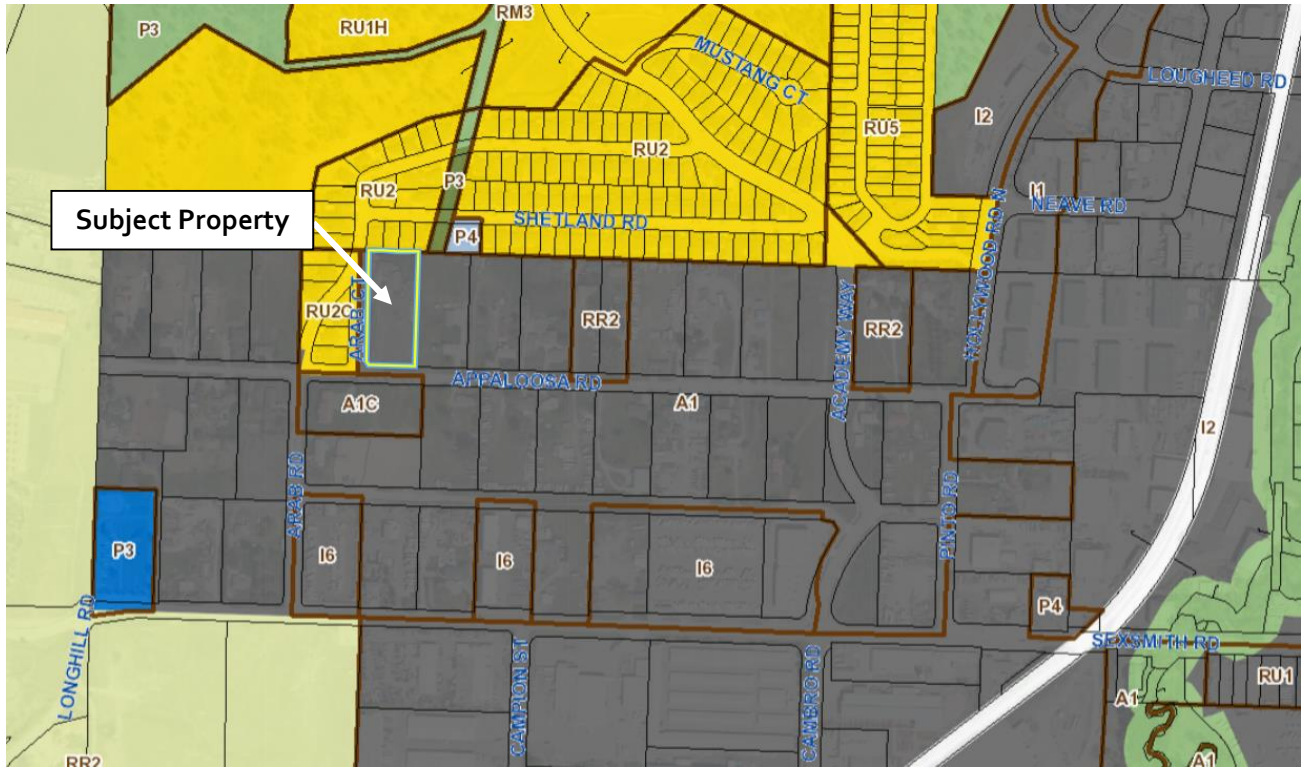 RM3
P3
RU1H
MUSTANG CT
LOUGHEED RD
I2
RU5
RU2
RU2
P3
I1
NEAVE RD
Subject Property
SHETLAND RD
P4
HOLLYWOOD RD N
RU2C
ARAB CT
RR2
ACADEMY WAY
RR2
APPALOOSA RD
A1C
A1
I2
ARAB RD
PINTO RD
P3
I6
I6
I6
P4
LONGHILL RD
SEXSMITH RD
CAMPION ST
CAMBRO RD
RU1
A1
RR2
A1